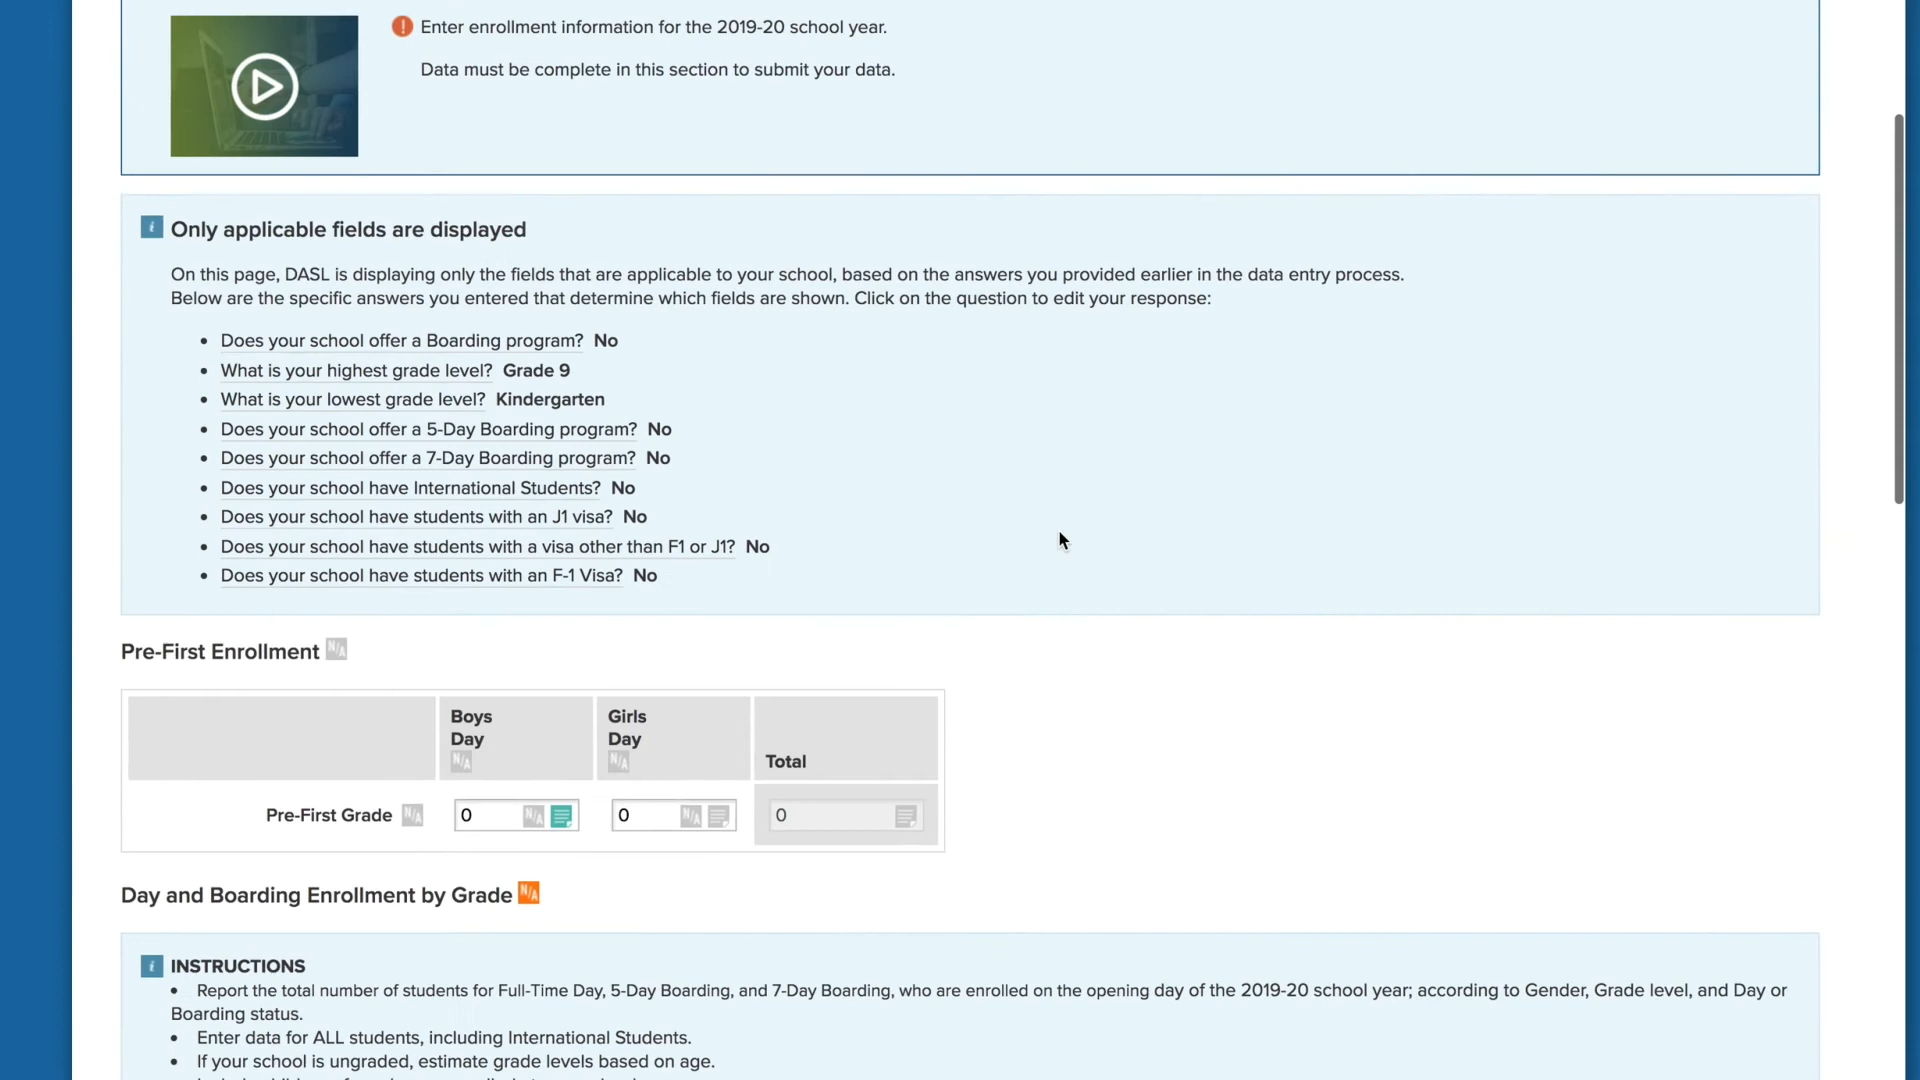 Enter enrollment information for the 2019-20 school year.
Data must be complete in this section to submit your data.
Only applicable fields are displayed
On this page, DASL is displaying only the fields that are applicable to your school, based on the answers you provided earlier in the data entry process.
Below are the specific answers you entered that determine which fields are shown. Click on the question to edit your response:
• Does your school offer a Boarding program? No
• What is your highest grade level? Grade 9
• What is your lowest grade level? Kindergarten
• Does your school offer a 5-Day Boarding program? No
• Does your school offer a 7-Day Boarding program? No
• Does your school have International Students? No
• Does your school have students with an J1 visa? No
• Does your school have students with a visa other than F1 or J1? No
• Does your school have students with an F-1 Visa? No
Pre-First Enrollment N/A
Boys Day N/A
Girls Day N/A
Total
Pre-First Grade N/A 0 N/A 0 N/A 0
Day and Boarding Enrollment by Grade N/A
INSTRUCTIONS
• Report the total number of students for Full-Time Day, 5-Day Boarding, and 7-Day Boarding, who are enrolled on the opening day of the 2019-20 school year; according to Gender, Grade level, and Day or
Boarding status.
• Enter data for ALL students, including International Students.
• If your school is ungraded, estimate grade levels based on age.